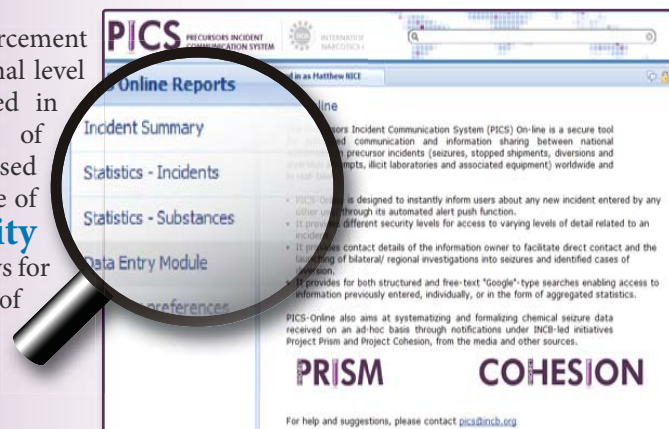 rcement
nal level
ed in
of
sed
e of
ity
ys for
of
PICS PRECURSORS INCIDENT
COMMUNICATION SYSTEM
INCB
INTERNATION
NARCOTICS
d in as Matthew NICE
Online Reports
Incident Summary
Statistics - Incidents
Statistics - Substances
Data Entry Module
preferences
line
ors Incident Communication System (PICS) On-line is a secure tool
communication and information sharing between national
precursor incidents (seizures, stopped shipments, diversions and
mpts, illicit laboratories and associated equipment) worldwide and
• PICS-Online is designed to instantly inform users about any new incident entered by any
other user through its automated alert push function.
• It provides different security levels for access to varying levels of detail related to an
incident.
• It provides contact details of the information owner to facilitate direct contact and the
launching of bilateral/ regional investigations into seizures and identified cases of
diversion.
• It provides for both structured and free-text "Google"-type searches enabling access to
information previously entered, individually, or in the form of aggregated statistics.
PICS-Online also aims at systematizing and formalizing chemical seizure data
received on an ad-hoc basis through notifications under INCB-led initiatives
Project Prism and Project Cohesion, from the media and other sources.
PRISM COHESION
For help and suggestions, please contact pics@incb.org